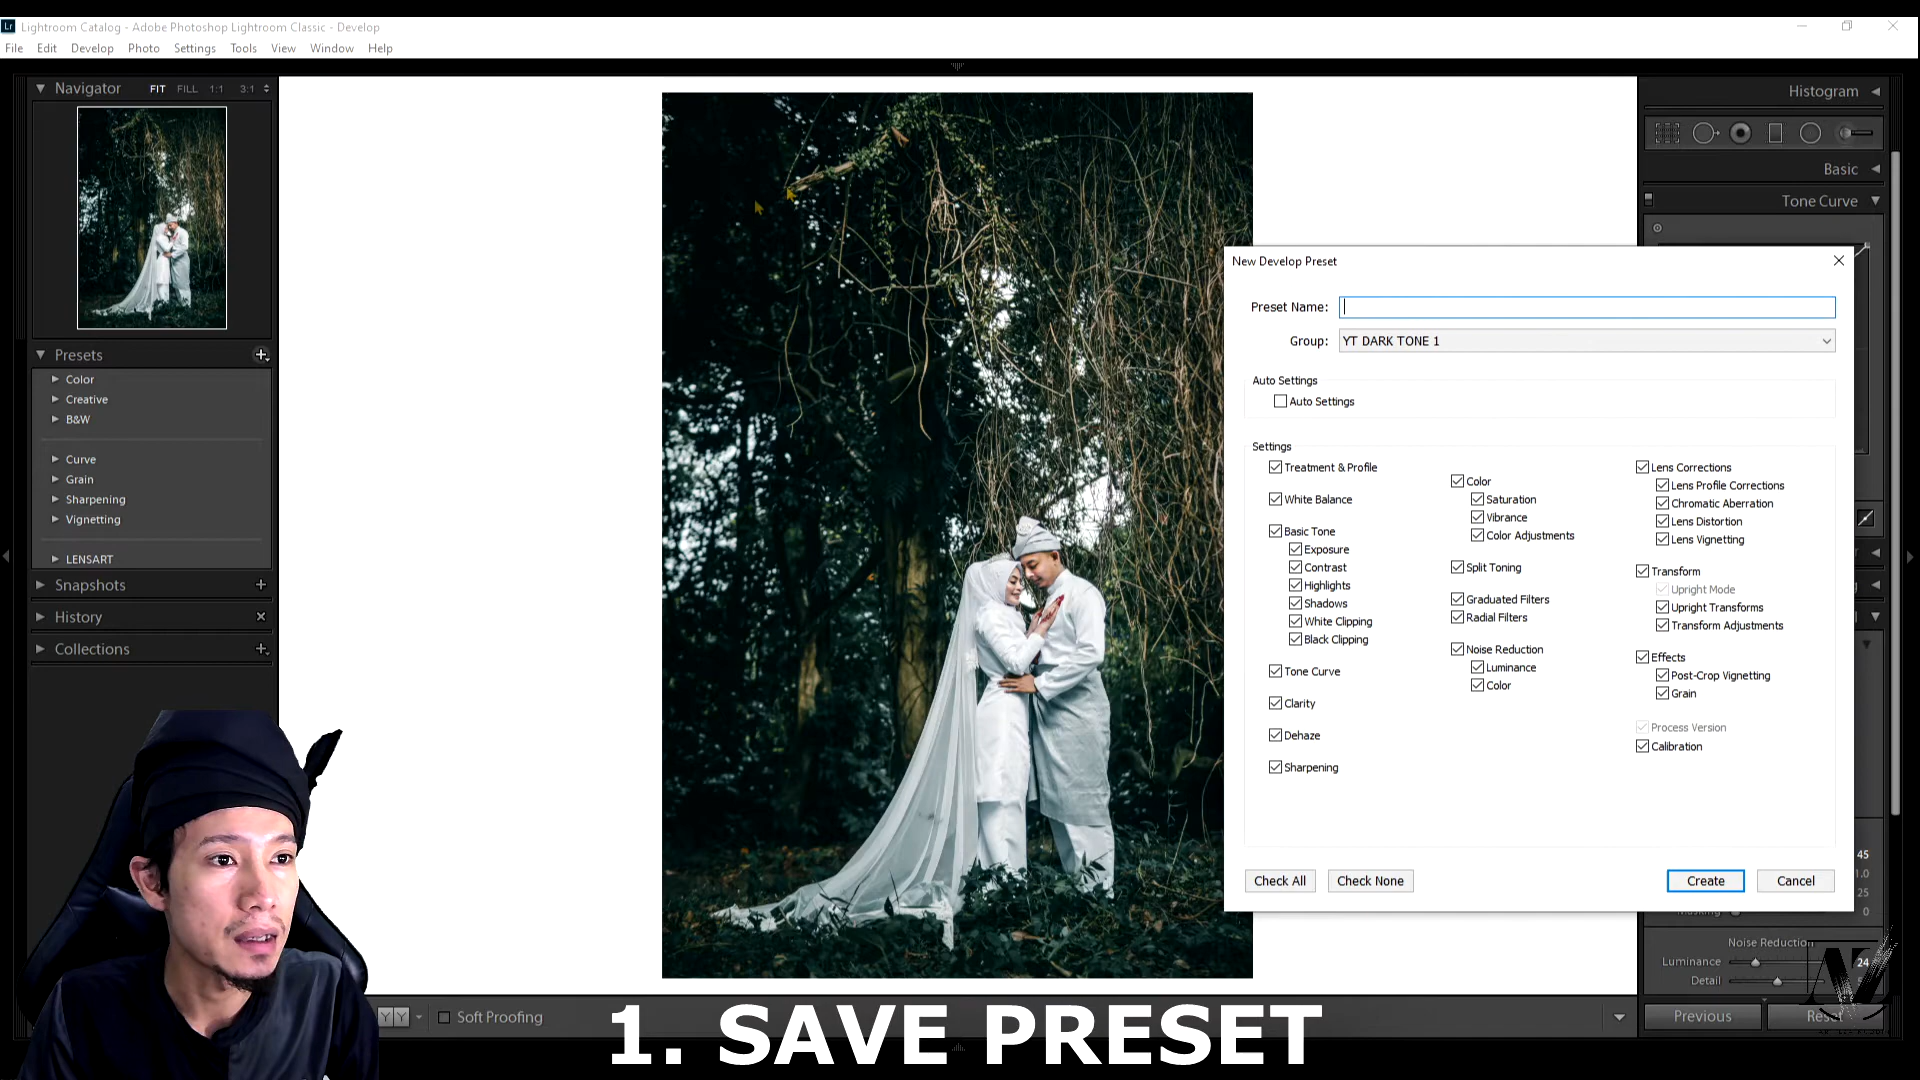 Lr Lightroom Catalog - Adobe Photoshop Lightroom Classic - Develop
File Edit Develop Photo Settings Tools View Window Help
Navigator FIT FILL 1:1 3:1
Presets
Color
Creative
B&W
Curve
Grain
Sharpening
Vignetting
LENSART
Snapshots
History
Collections
Soft Proofing
1. SAVE PRESET
Histogram
Basic
Tone Curve
New Develop Preset
Preset Name:
Group: YT DARK TONE 1
Auto Settings
Auto Settings
Settings
Treatment & Profile
White Balance
Basic Tone
Exposure
Contrast
Highlights
Shadows
White Clipping
Black Clipping
Tone Curve
Clarity
Dehaze
Sharpening
Color
Saturation
Vibrance
Color Adjustments
Split Toning
Graduated Filters
Radial Filters
Noise Reduction
Luminance
Color
Lens Corrections
Lens Profile Corrections
Chromatic Aberration
Lens Distortion
Lens Vignetting
Transform
Upright Mode
Upright Transforms
Transform Adjustments
Effects
Post-Crop Vignetting
Grain
Process Version
Calibration
Check All Check None Create Cancel
45
25
0
Noise Reduction
Luminance 24
Detail
Previous Reset